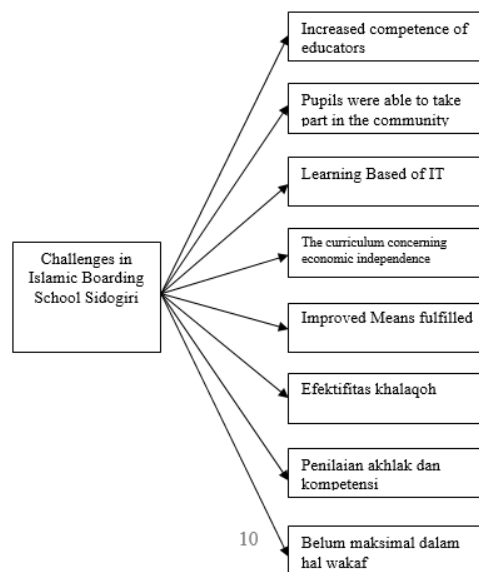 Increased competence of
educators
Pupils were able to take
part in the community
Learning Based of IT
The curriculum concerning
economic independence
Challenges in
Islamic Boarding
School Sidogiri
Improved Means fulfilled
Efektifitas khalaqoh
Penilaian akhlak dan
kompetensi
10
Belum maksimal dalam
hal wakaf